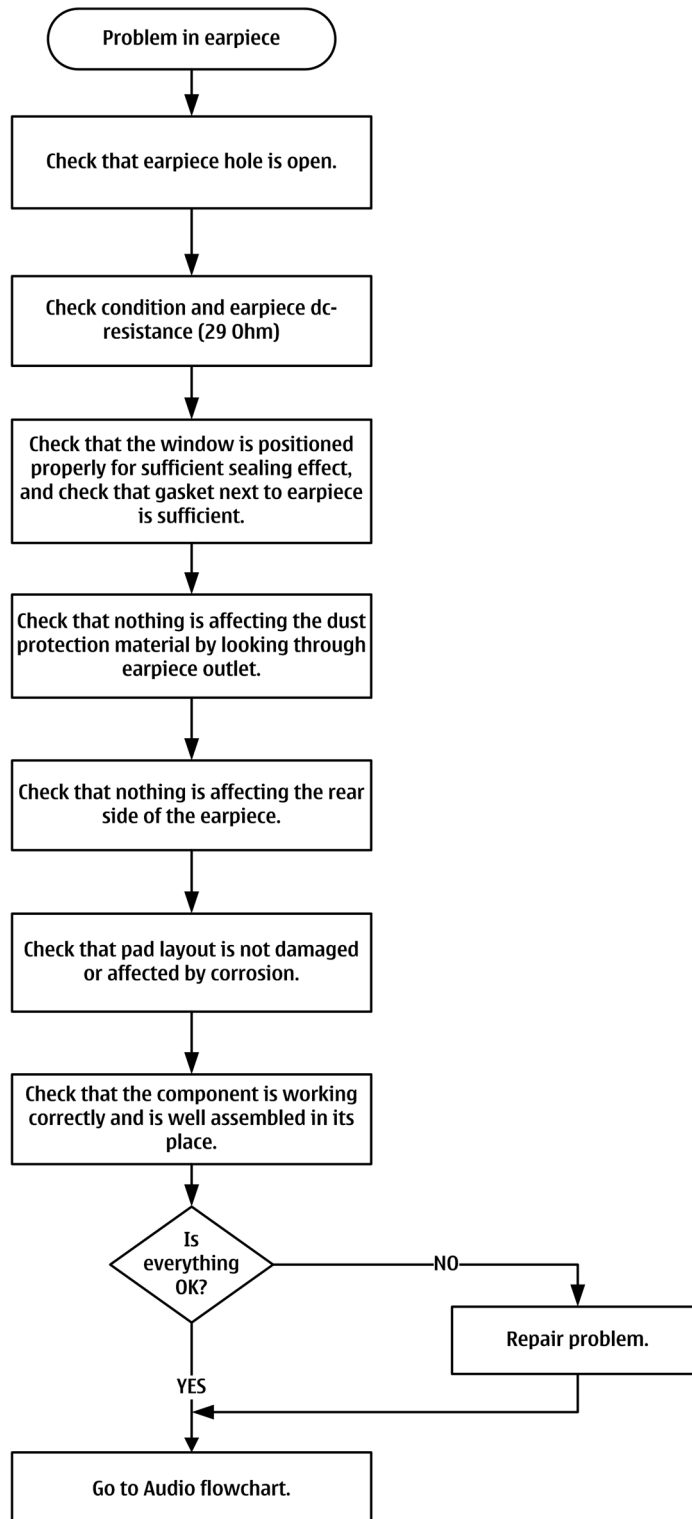 Problem in earpiece
Check that earpiece hole is open.
Check condition and earpiece dc-
resistance (29 Ohm)
Check that the window is positioned
properly for sufficient sealing effect,
and check that gasket next to earpiece
is sufficient.
Check that nothing is affecting the dust
protection material by looking through
earpiece outlet.
Check that nothing is affecting the rear
side of the earpiece.
Check that pad layout is not damaged
or affected by corrosion.
Check that the component is working
correctly and is well assembled in its
place.
Is
everything
OK?
NO
Repair problem.
YES
Go to Audio flowchart.